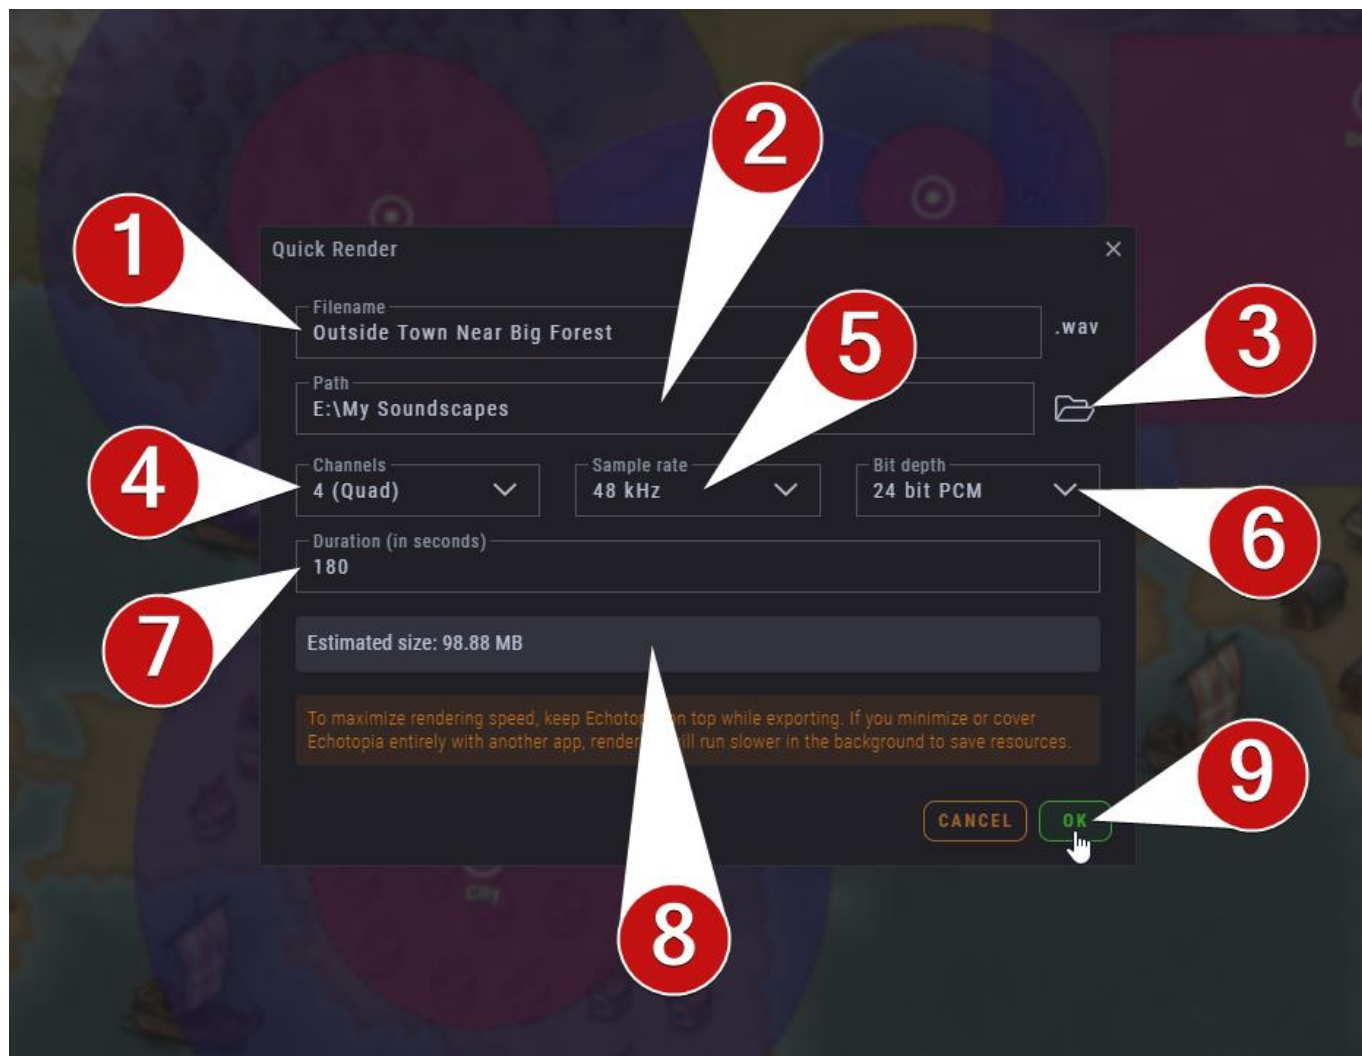 2
1
Quick Render
Filename
Outside Town Near Big Forest
.wav
5
3
Path
E:\My Soundscapes
4
Channels
4 (Quad)
Sample rate
48 kHz
Bit depth
24 bit PCM
6
Duration (in seconds)
180
7
Estimated size: 98.88 MB
To maximize rendering speed, keep on top while exporting. If you minimize or cover
Echotopia entirely with another app, will run slower in the background to save resources.
9
CANCEL
OK
City
8